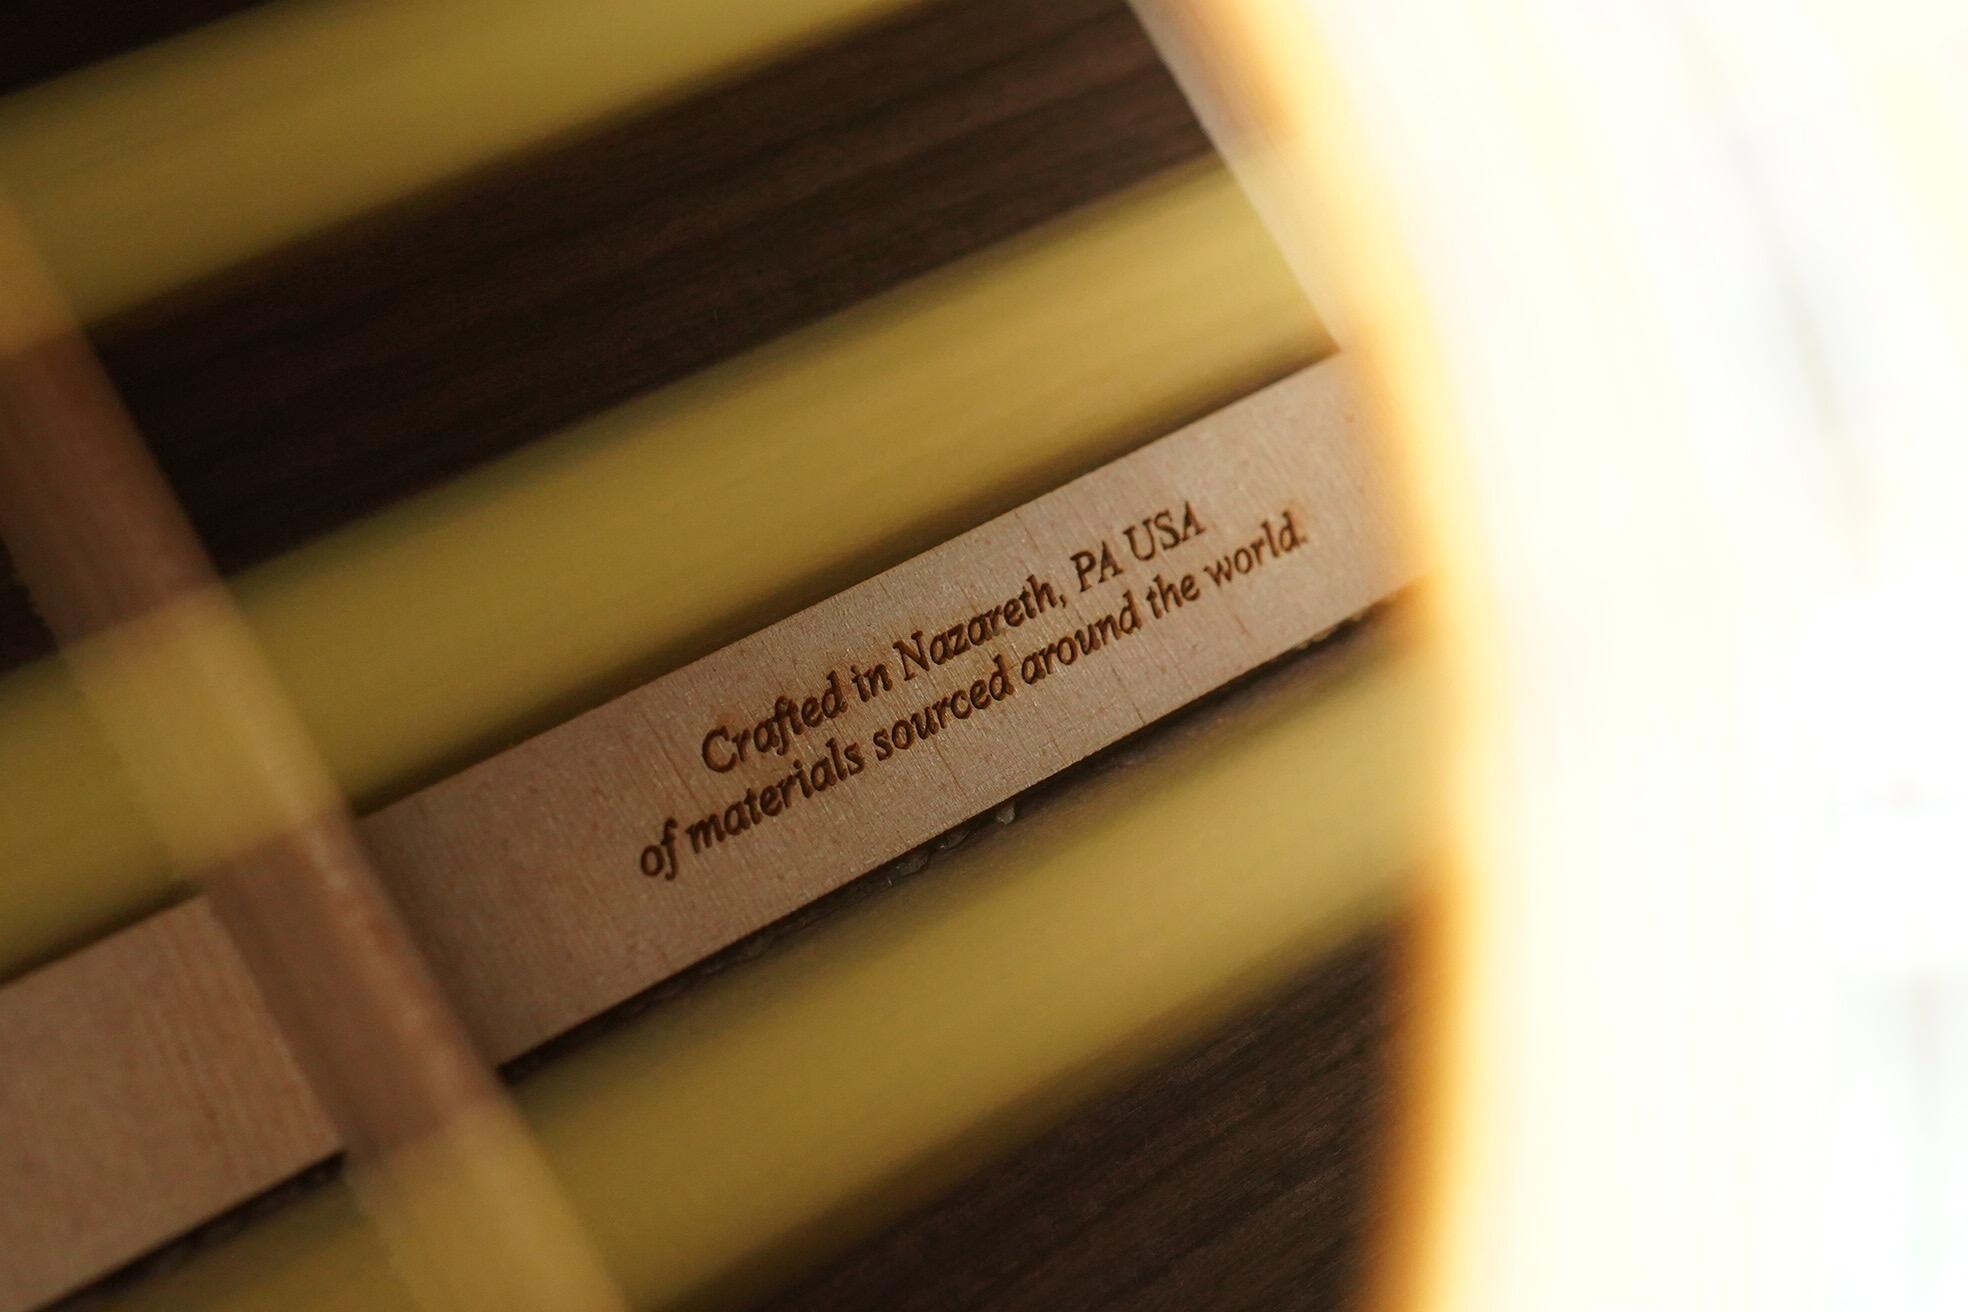 Crafted in Nazareth, PA USA
of materials sourced around the world.